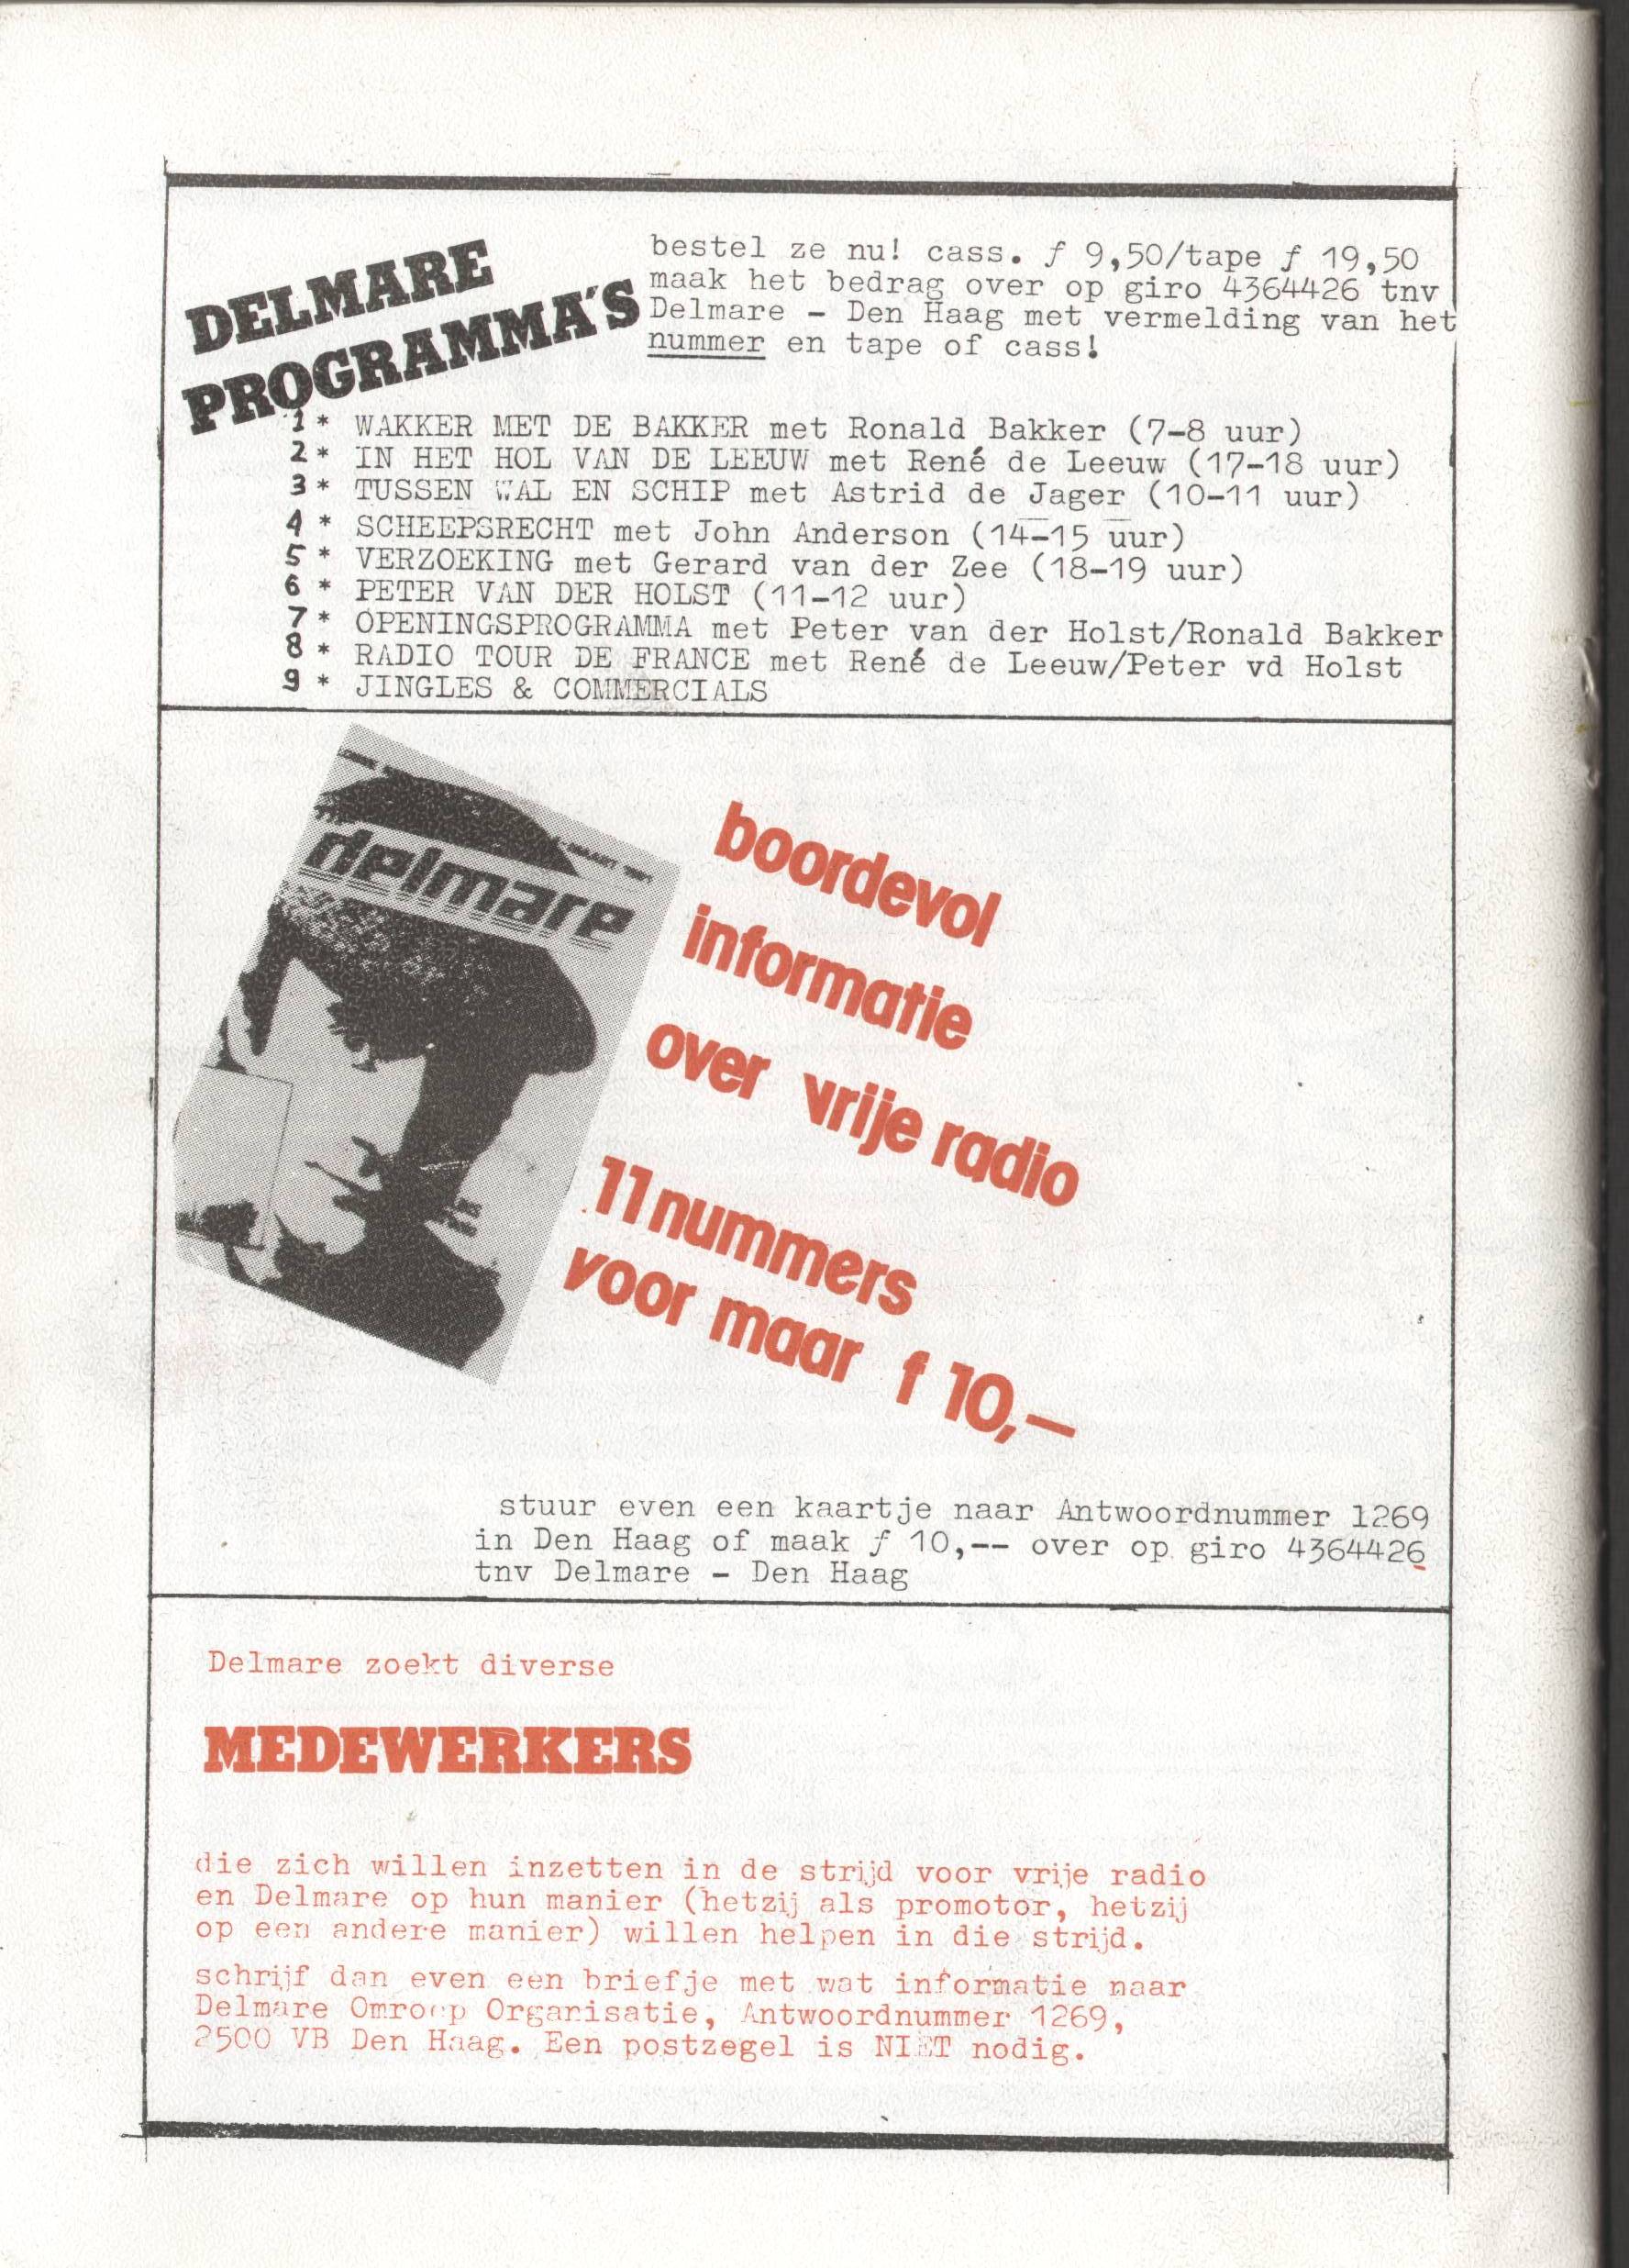 DELMARE
PROGRAMMA'S
bestel ze nu! cass. ƒ 9,50/tape ƒ 19,50
maak het bedrag over op giro 4364426 tnv
Delmare - Den Haag met vermelding van het
nummer en tape of cass!
1 * WAKKER MET DE BAKKER met Ronald Bakker (7-8 uur)
2 * IN HET HOL VAN DE LEEUW met René de Leeuw (17-18 uur)
3 * TUSSEN WAL EN SCHIP met Astrid de Jager (10-11 uur)
4 * SCHEEPSRECHT met John Anderson (14-15 uur)
5 * VERZOEKING met Gerard van der Zee (18-19 uur)
6 * PETER VAN DER HOLST (11-12 uur)
7 * OPENINGSPROGRAMMA met Peter van der Holst/Ronald Bakker
8 * RADIO TOUR DE FRANCE met René de Leeuw/Peter vd Holst
9 * JINGLES & COMMERCIALS
MAART
delmare
boordevol
informatie
over vrije radio
11 nummers
voor maar f 10,—
stuur even een kaartje naar Antwoordnummer 1269
in Den Haag of maak ƒ 10,-- over op giro 4364426
tnv Delmare - Den Haag
Delmare zoekt diverse
MEDEWERKERS
die zich willen inzetten in de strijd voor vrije radio
en Delmare op hun manier (hetzij als promotor, hetzij
op een andere manier) willen helpen in die strijd.
schrijf dan even een briefje met wat informatie naar
Delmare Omroep Organisatie, Antwoordnummer 1269,
2500 VB Den Haag. Een postzegel is NIET nodig.